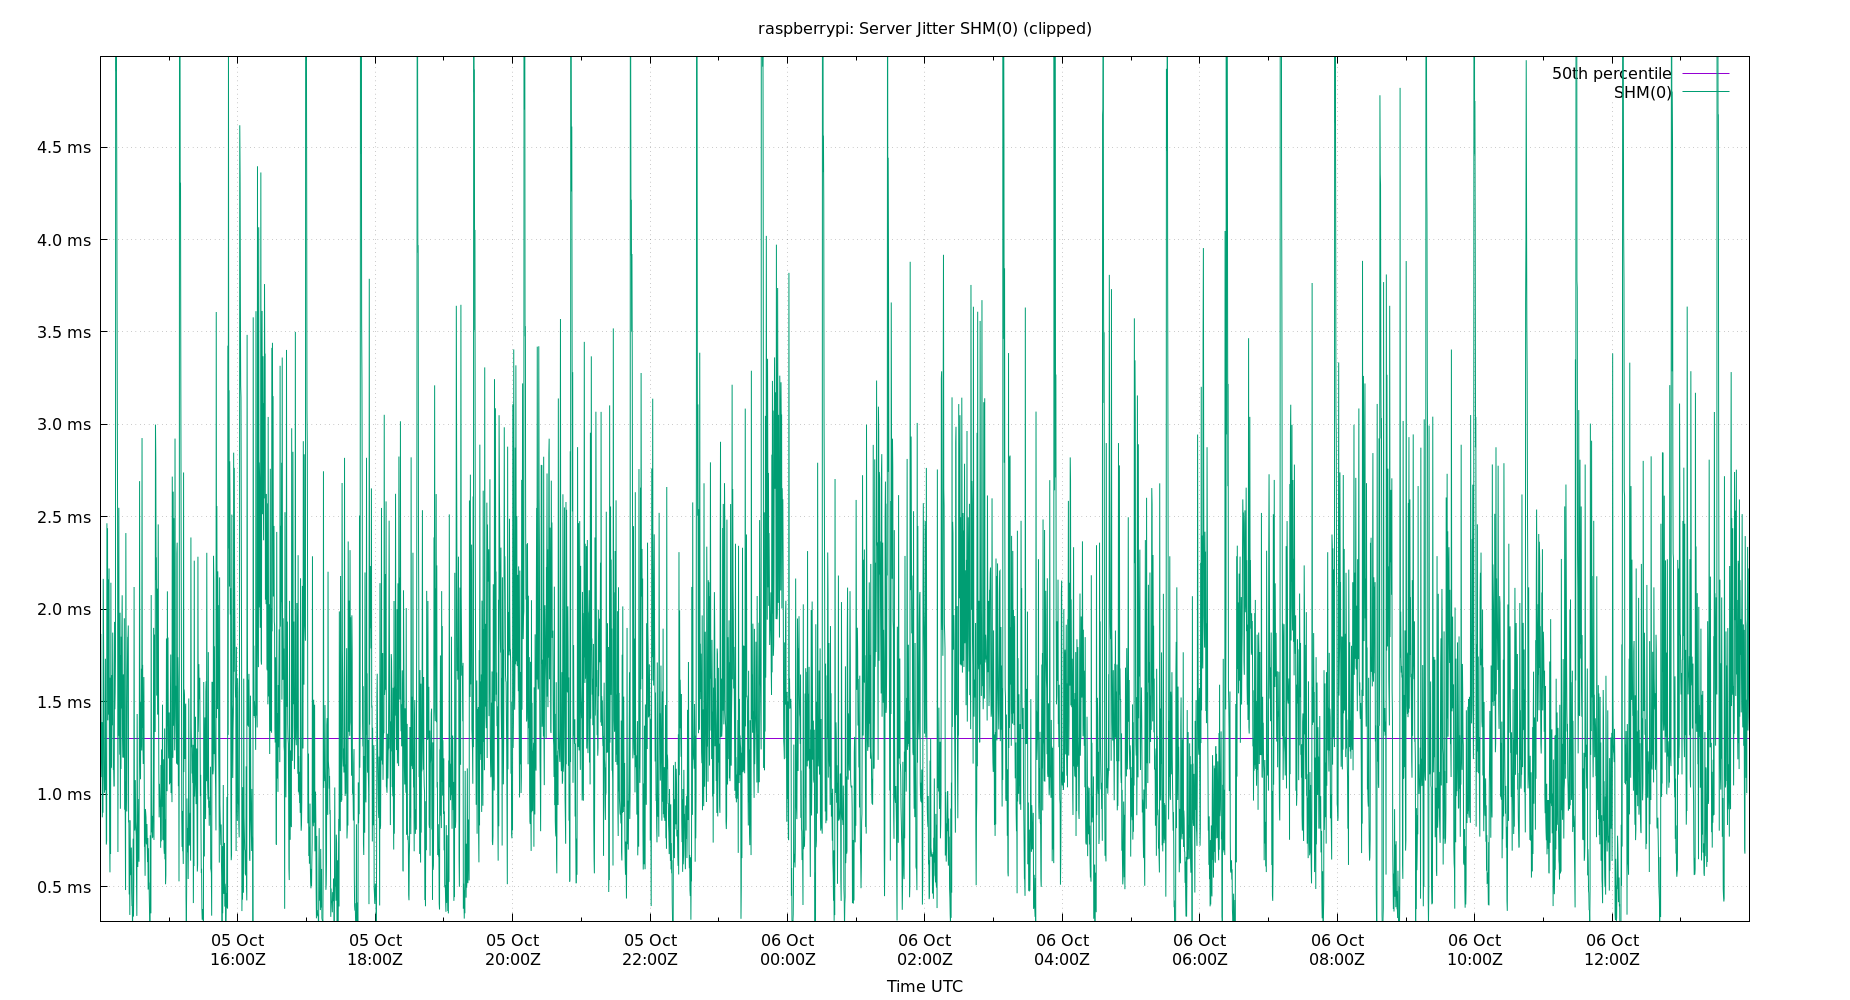 raspberrypi: Server Jitter SHM(0) (clipped)
50th percentile
SHM(0)
4.5 ms
4.0 ms
3.5 ms
3.0 ms
2.5 ms
2.0 ms
1.5 ms
1.0 ms
0.5 ms
05 Oct 05 Oct 05 Oct 05 Oct 06 Oct 06 Oct 06 Oct 06 Oct 06 Oct 06 Oct 06 Oct
16:00Z 18:00Z 20:00Z 22:00Z 00:00Z 02:00Z 04:00Z 06:00Z 08:00Z 10:00Z 12:00Z
Time UTC